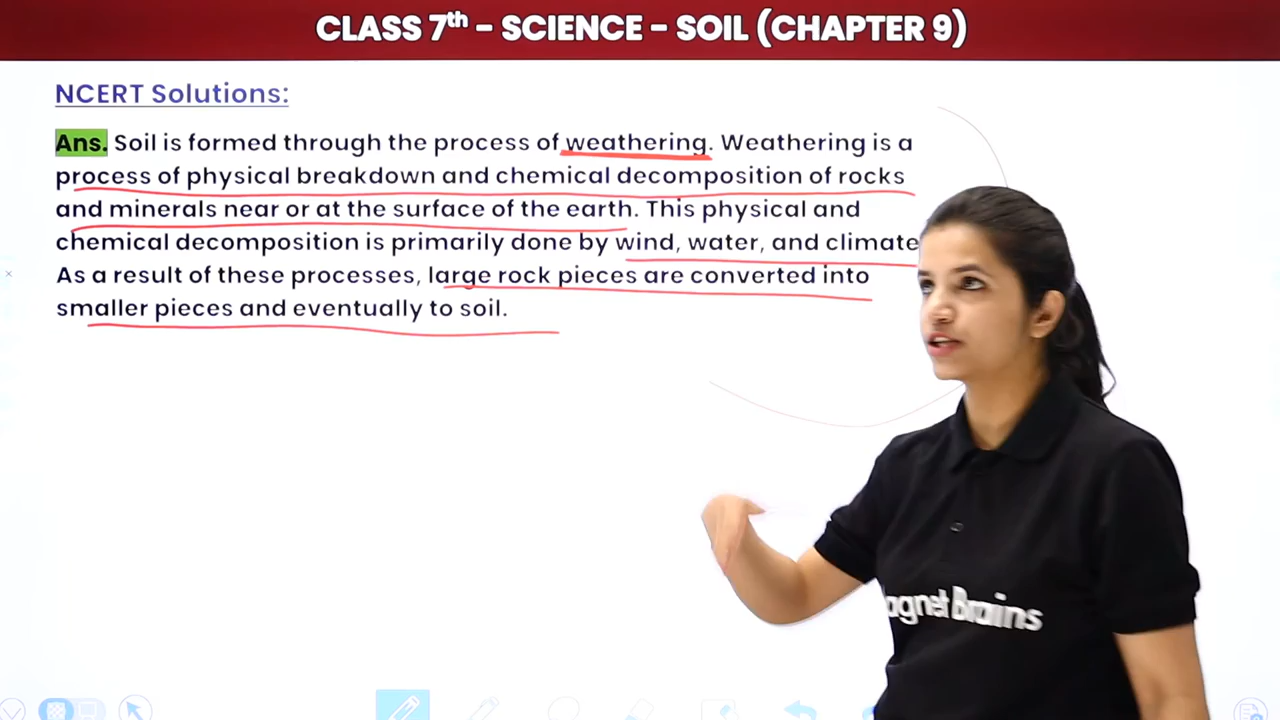 CLASS 7th - SCIENCE - SOIL (CHAPTER 9)
NCERT Solutions:
Ans. Soil is formed through the process of weathering. Weathering is a
process of physical breakdown and chemical decomposition of rocks
and minerals near or at the surface of the earth. This physical and
chemical decomposition is primarily done by wind, water, and climate
As a result of these processes, large rock pieces are converted into
smaller pieces and eventually to soil.
agnet Brains